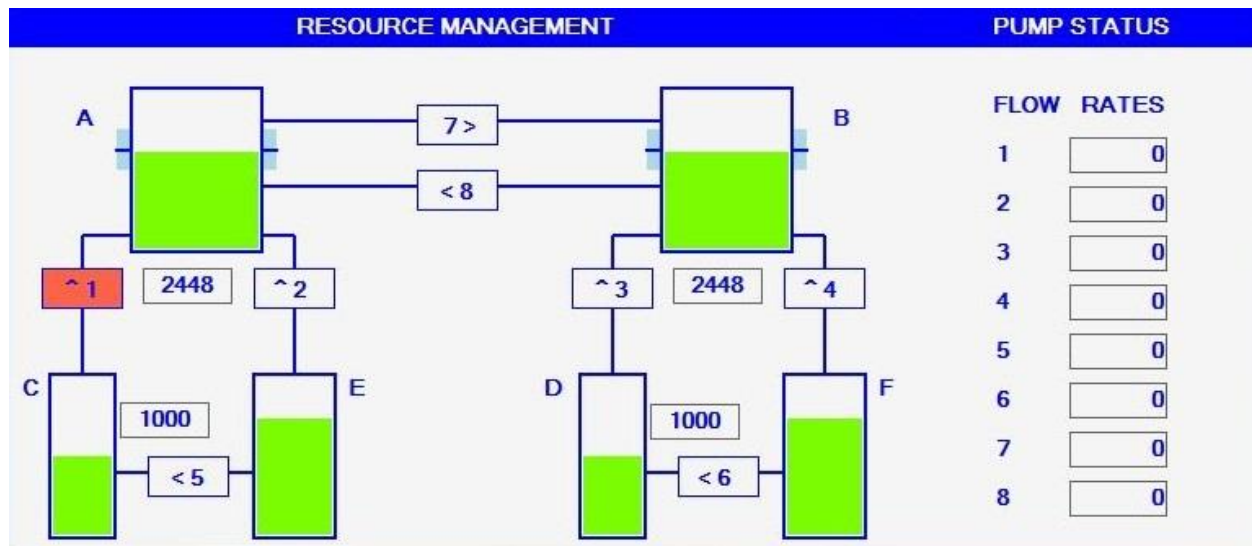 RESOURCE MANAGEMENT PUMP STATUS
FLOW RATES
A 7 > B
1 0
< 8
2 0
3 0
^ 1 2448 ^ 2 ^ 3 2448 ^ 4
4 0
5 0
C E D F
6 0
1000 1000
7 0
< 5 < 6
8 0